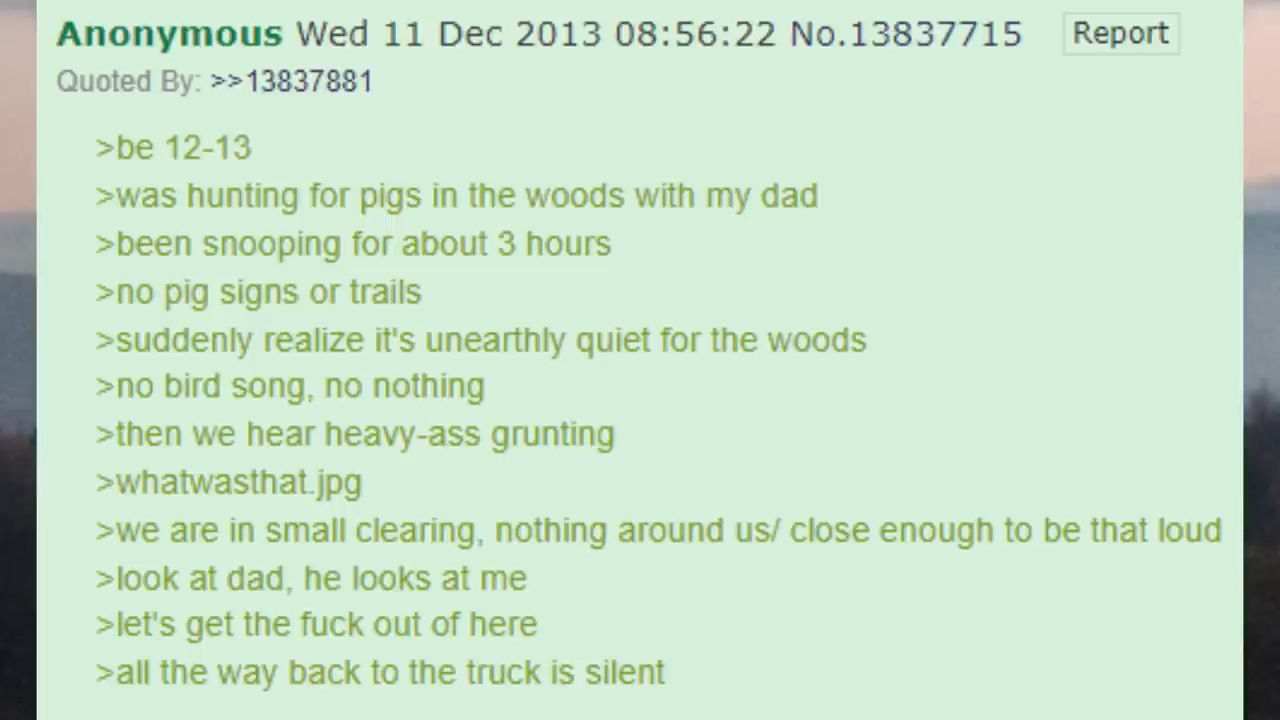 Anonymous Wed 11 Dec 2013 08:56:22 No.13837715 Report
Quoted By: >>13837881
>be 12-13
>was hunting for pigs in the woods with my dad
>been snooping for about 3 hours
>no pig signs or trails
>suddenly realize it's unearthly quiet for the woods
>no bird song, no nothing
>then we hear heavy-ass grunting
>whatwasthat.jpg
>we are in small clearing, nothing around us/ close enough to be that loud
>look at dad, he looks at me
>let's get the fuck out of here
>all the way back to the truck is silent